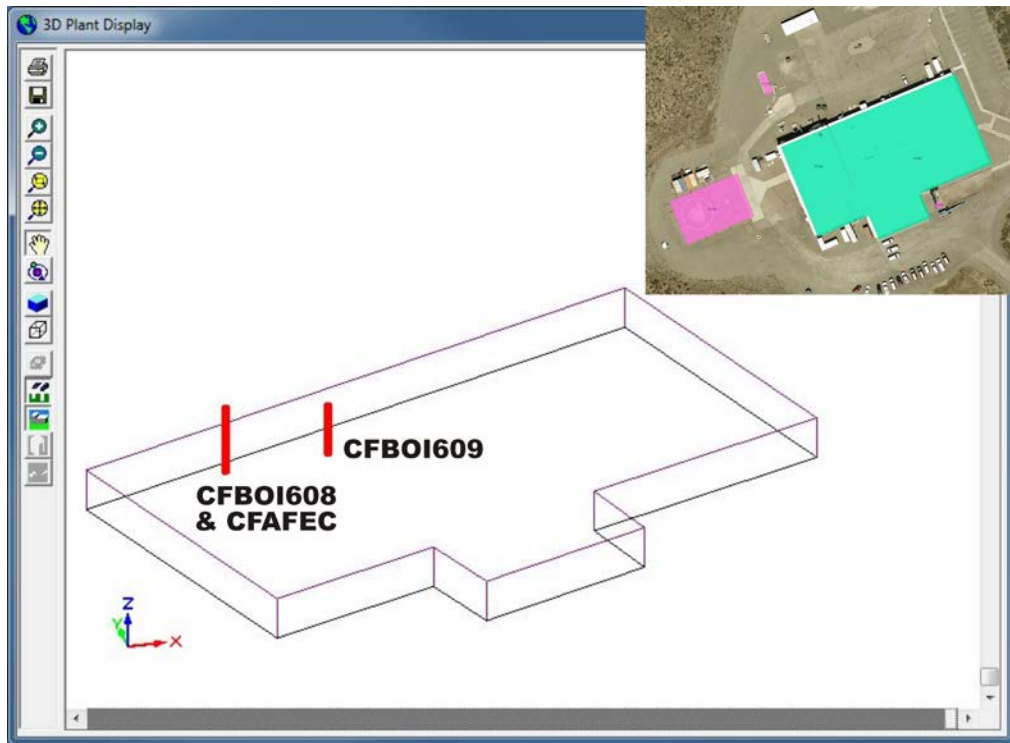 3D Plant Display
CFBOI609
CFBOI608
& CFAFEC
Z
Y
X